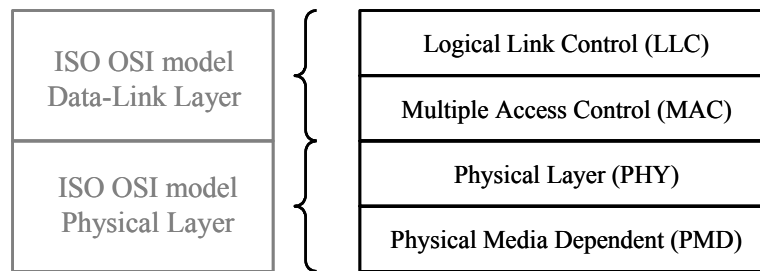 ISO OSI model
Data-Link Layer
Logical Link Control (LLC)
Multiple Access Control (MAC)
ISO OSI model
Physical Layer
Physical Layer (PHY)
Physical Media Dependent (PMD)